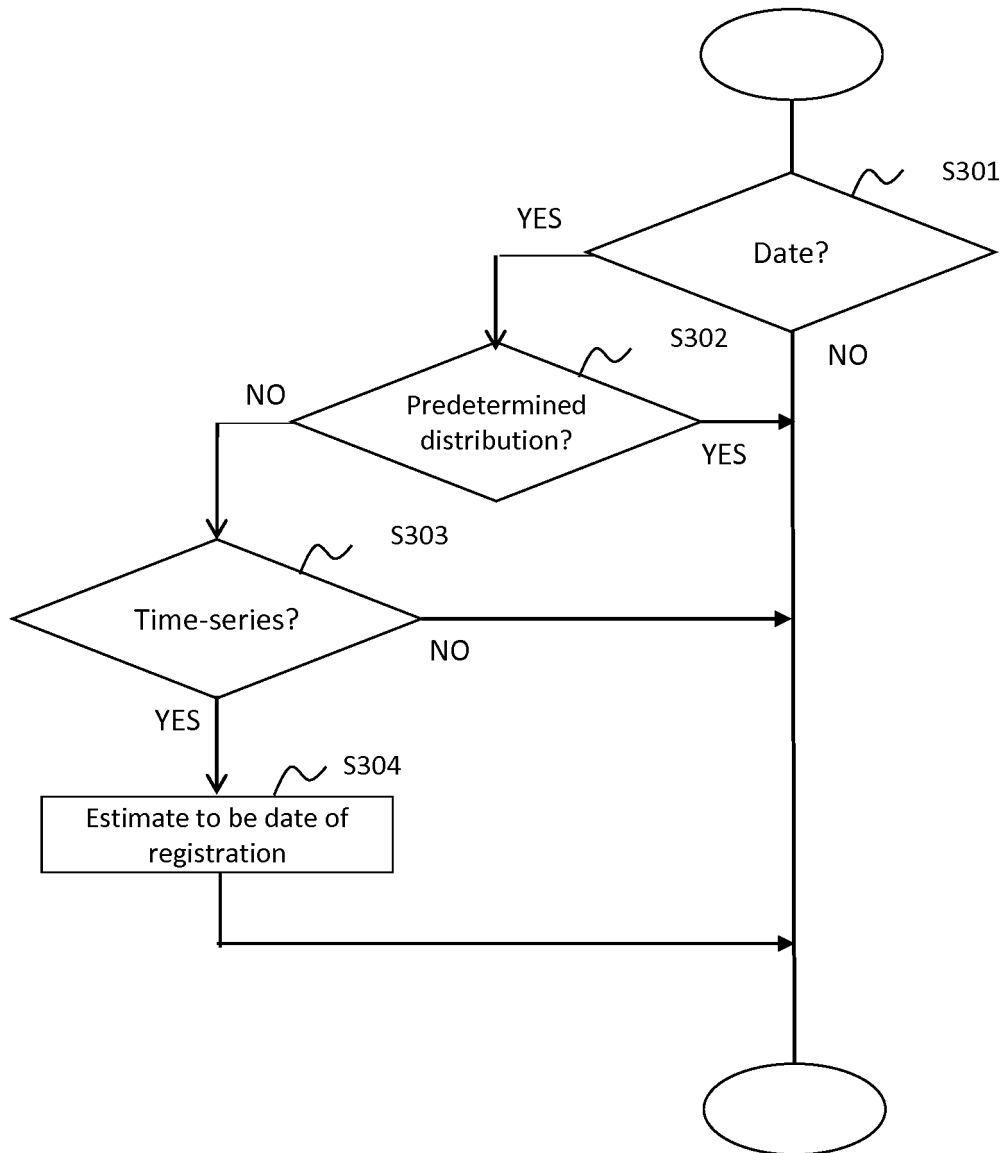 S301
YES
Date?
S302
NO
NO
Predetermined
distribution?
YES
S303
Time-series?
NO
YES
S304
Estimate to be date of
registration